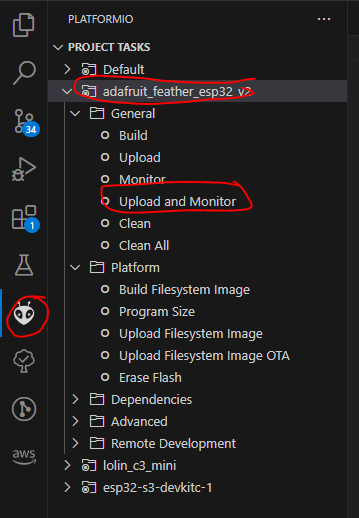 PLATFORMIO
PROJECT TASKS
Default
adafruit_feather_esp32_v2
General
Build
Upload
Monitor
Upload and Monitor
Clean
Clean All
Platform
Build Filesystem Image
Program Size
Upload Filesystem Image
Upload Filesystem Image OTA
Erase Flash
Dependencies
Advanced
Remote Development
lolin_c3_mini
esp32-s3-devkitc-1
34
1
aws